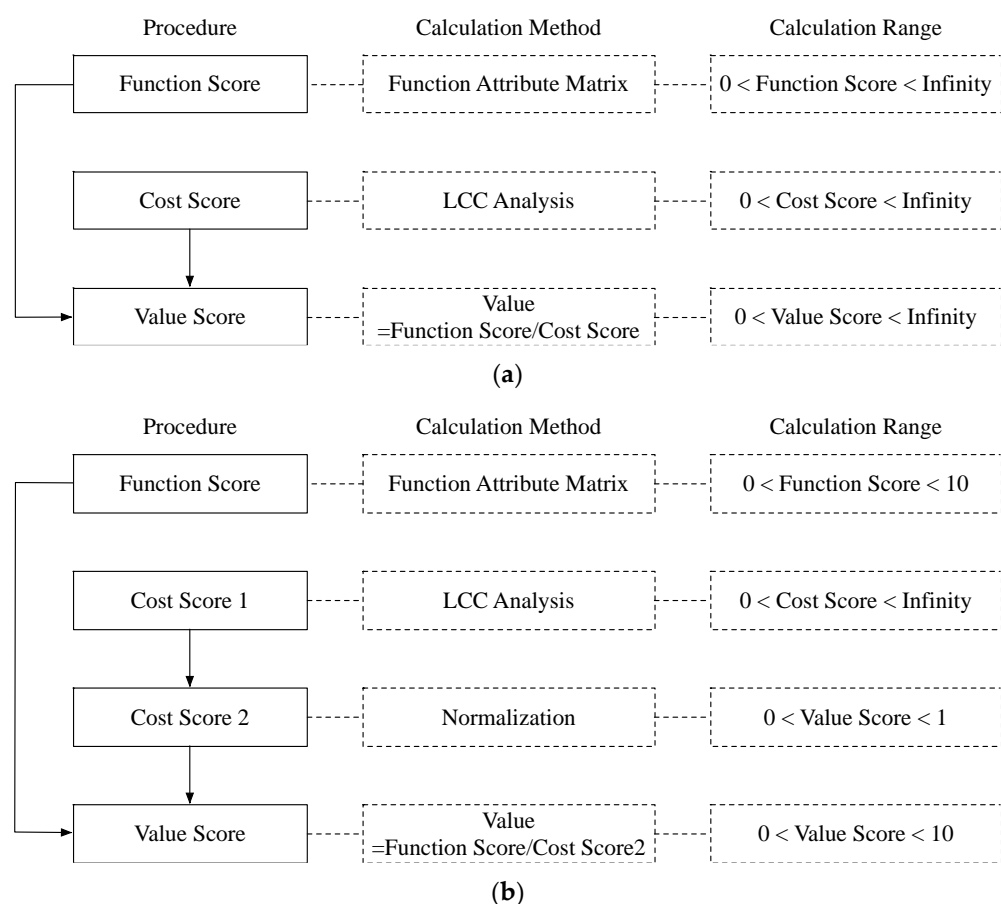 Procedure Calculation Method Calculation Range
Function Score Function Attribute Matrix 0 < Function Score < Infinity
Cost Score LCC Analysis 0 < Cost Score < Infinity
Value Score Value
=Function Score/Cost Score 0 < Value Score < Infinity
(a)
Procedure Calculation Method Calculation Range
Function Score Function Attribute Matrix 0 < Function Score < 10
Cost Score 1 LCC Analysis 0 < Cost Score < Infinity
Cost Score 2 Normalization 0 < Value Score < 1
Value Score Value
=Function Score/Cost Score2 0 < Value Score < 10
(b)